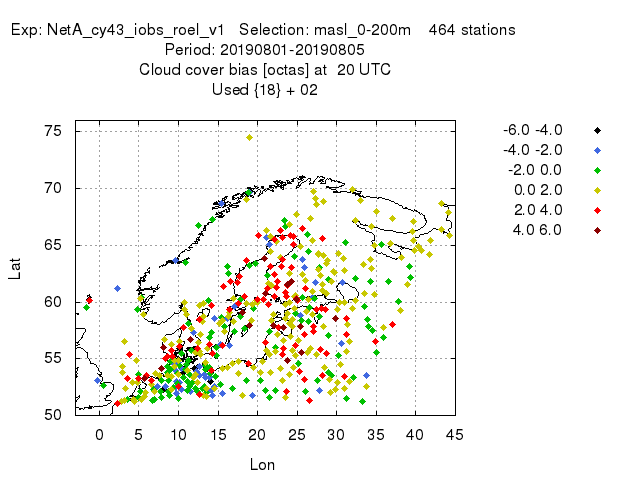 Exp: NetA_cy43_iobs_roel_v1 Selection: masl_0-200m 464 stations
Period: 20190801-20190805
Cloud cover bias [octas] at 20 UTC
Used {18} + 02
75
70
65
60
55
50
Lat
0 5 10 15 20 25 30 35 40 45
Lon
-6.0 -4.0
-4.0 -2.0
-2.0 0.0
0.0 2.0
2.0 4.0
4.0 6.0